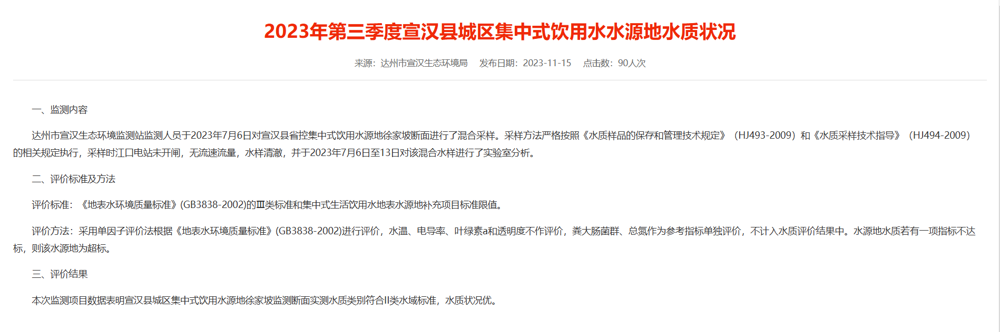 2023年第三季度宣汉县城区集中式饮用水水源地水质状况
来源：达州市宣汉生态环境局 发布日期：2023-11-15 点击数：90人次
一、监测内容
达州市宣汉生态环境监测站监测人员于2023年7月6日对宣汉县省控集中式饮用水源地徐家坡断面进行了混合采样。采样方法严格按照《水质样品的保存和管理技术规定》（HJ493-2009）和《水质采样技术指导》（HJ494-2009）
的相关规定执行，采样时江口电站未开闸，无流速流量，水样清澈，并于2023年7月6日至13日对该混合水样进行了实验室分析。
二、评价标准及方法
评价标准：《地表水环境质量标准》(GB3838-2002)的Ⅲ类标准和集中式生活饮用水地表水源地补充项目标准限值。
评价方法：采用单因子评价法根据《地表水环境质量标准》(GB3838-2002)进行评价，水温、电导率、叶绿素a和透明度不作评价，粪大肠菌群、总氮作为参考指标单独评价，不计入水质评价结果中。水源地水质若有一项指标不达
标，则该水源地为超标。
三、评价结果
本次监测项目数据表明宣汉县城区集中式饮用水源地徐家坡监测断面实测水质类别符合II类水域标准，水质状况优。